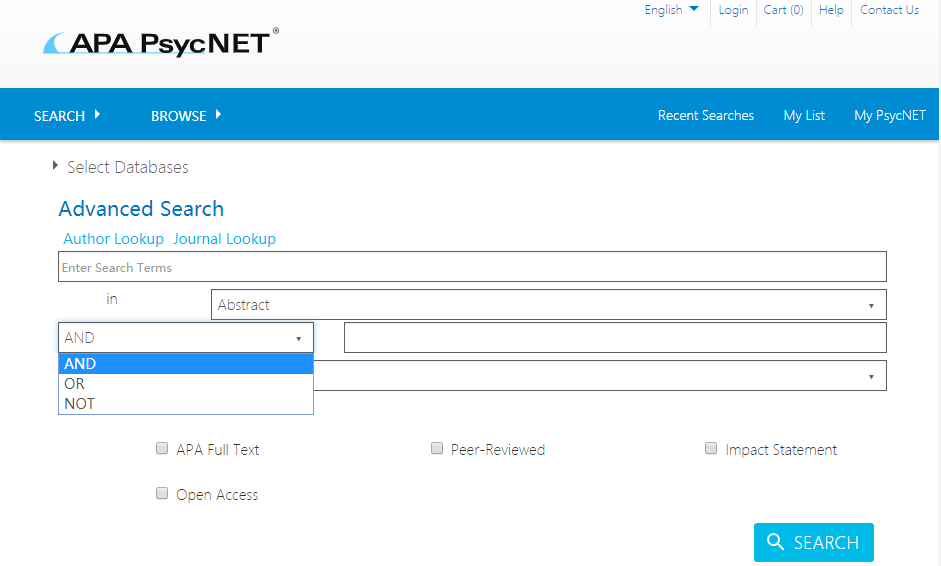 English Login Cart (0) Help Contact Us
APA PsycNET®
SEARCH BROWSE Recent Searches My List My PsycNET
Select Databases
Advanced Search
Author Lookup Journal Lookup
Enter Search Terms
in Abstract
AND
AND
OR
NOT
APA Full Text Peer-Reviewed Impact Statement
Open Access
SEARCH